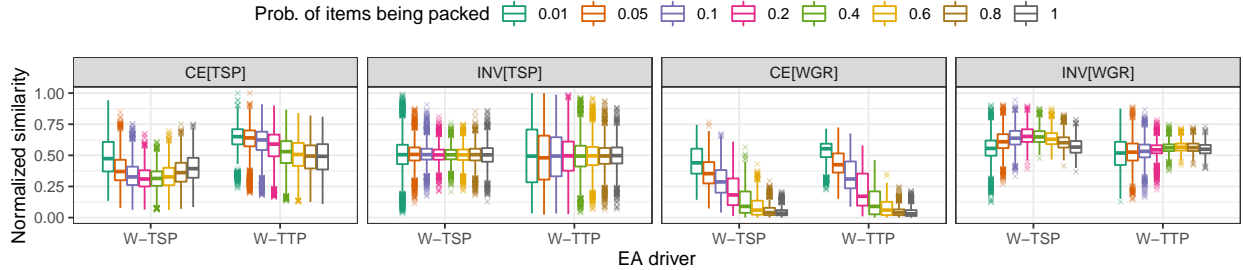 Prob. of items being packed 0.01 0.05 0.1 0.2 0.4 0.6 0.8 1
CE[TSP] INV[TSP] CE[WGR] INV[WGR]
Normalized similarity
1.00
0.75
0.50
0.25
0.00
W−TSP W−TTP W−TSP W−TTP W−TSP W−TTP W−TSP W−TTP
EA driver